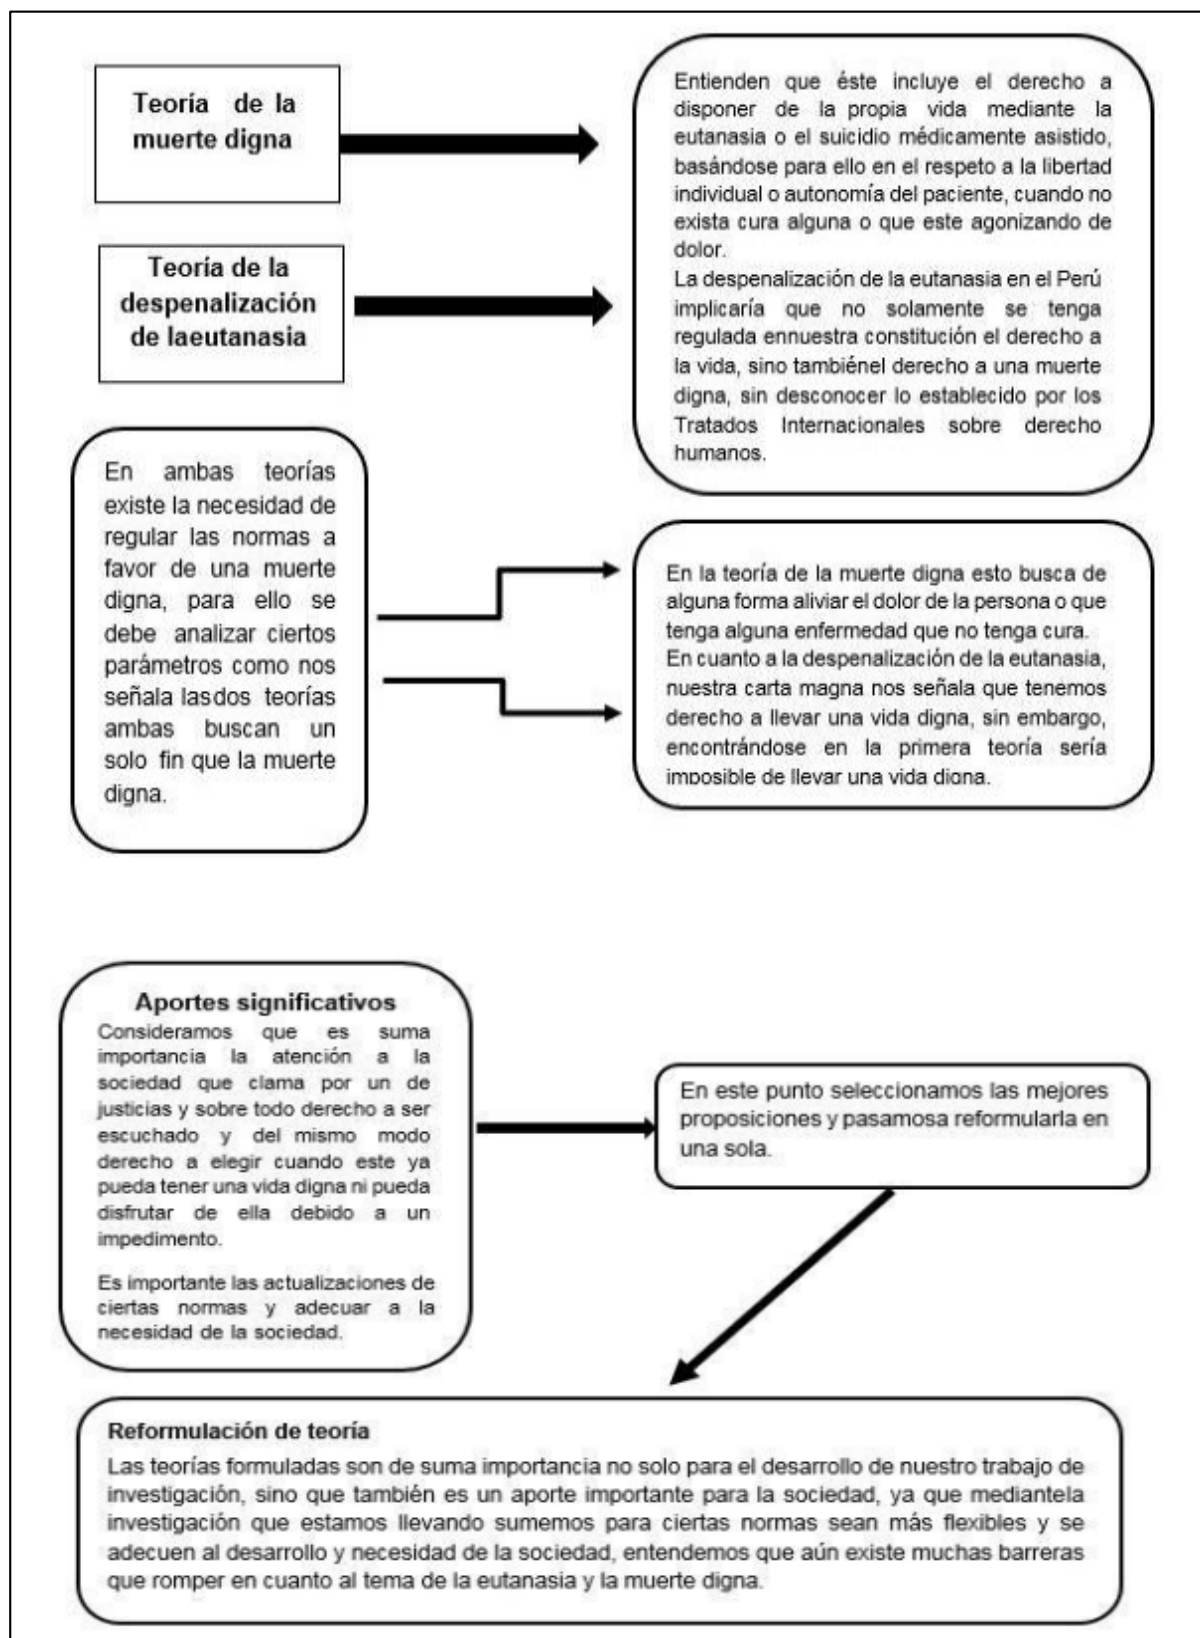 Teoría de la
muerte digna
Entienden que éste incluye el derecho a
disponer de la propia vida mediante la
eutanasia o el suicidio médicamente asistido,
basándose para ello en el respeto a la libertad
individual o autonomía del paciente, cuando no
exista cura alguna o que este agonizando de
dolor.
La despenalización de la eutanasia en el Perú
implicaría que no solamente se tenga
regulada ennuestra constitución el derecho a
la vida, sino tambiénel derecho a una muerte
digna, sin desconocer lo establecido por los
Tratados Internacionales sobre derecho
humanos.
Teoría de la
despenalización
de laeutanasia
En ambas teorías
existe la necesidad de
regular las normas a
favor de una muerte
digna, para ello se
debe analizar ciertos
parámetros como nos
señala lasdos teorías
ambas buscan un
solo fin que la muerte
digna.
En la teoría de la muerte digna esto busca de
alguna forma aliviar el dolor de la persona o que
tenga alguna enfermedad que no tenga cura.
En cuanto a la despenalización de la eutanasia,
nuestra carta magna nos señala que tenemos
derecho a llevar una vida digna, sin embargo,
encontrándose en la primera teoría sería
imposible de llevar una vida digna.
Aportes significativos
Consideramos que es suma
importancia la atención a la
sociedad que clama por un de
justicias y sobre todo derecho a ser
escuchado y del mismo modo
derecho a elegir cuando este ya
pueda tener una vida digna ni pueda
disfrutar de ella debido a un
impedimento.
Es importante las actualizaciones de
ciertas normas y adecuar a la
necesidad de la sociedad.
En este punto seleccionamos las mejores
proposiciones y pasamosa reformularla en
una sola.
Reformulación de teoría
Las teorías formuladas son de suma importancia no solo para el desarrollo de nuestro trabajo de
investigación, sino que también es un aporte importante para la sociedad, ya que mediantela
investigación que estamos llevando sumemos para ciertas normas sean más flexibles y se
adecuen al desarrollo y necesidad de la sociedad, entendemos que aún existe muchas barreras
que romper en cuanto al tema de la eutanasia y la muerte digna.